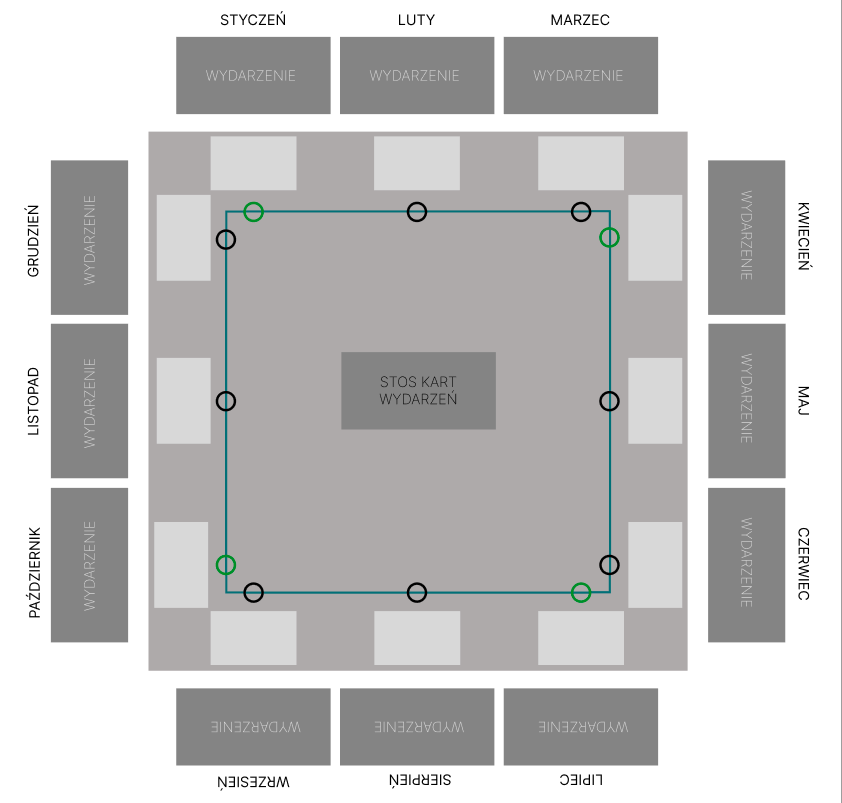 STYCZEŃ
LUTY
MARZEC
WYDARZENIE
WYDARZENIE
WYDARZENIE
GRUDZIEŃ
WYDARZENIE
WYDARZENIE
KWIECIEŃ
LISTOPAD
WYDARZENIE
STOS KART
WYDARZEŃ
WYDARZENIE
MAJ
PAŹDZIERNIK
WYDARZENIE
WYDARZENIE
CZERWIEC
WYDARZENIE
WYDARZENIE
WYDARZENIE
WRZESIEŃ
SIERPIEŃ
LIPIEC